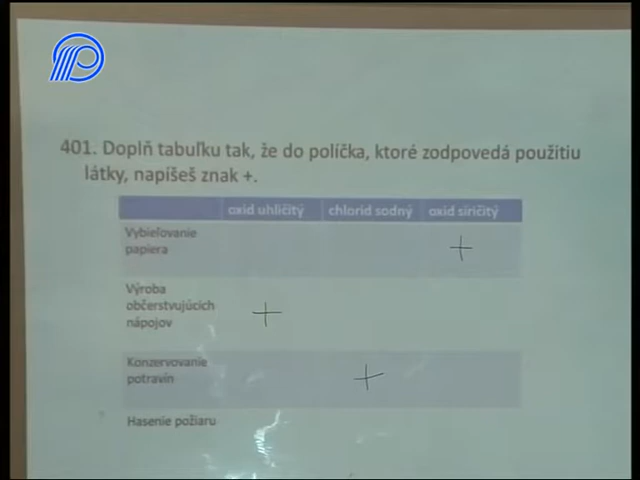 401. Doplň tabuľku tak, že do políčka, ktoré zodpovedá použitiu
látky, napíšeš znak +.
oxid uhličitý chlorid sodný oxid siričitý
Vybieľovanie
papiera +
Výroba
občerstvujúcich +
nápojov
Konzervovanie
potravín +
Hasenie požiaru